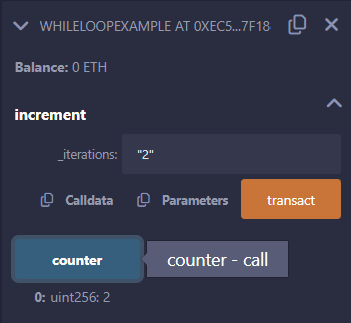 WHILELOOPEXAMPLE AT 0XEC5...7F18
Balance: 0 ETH
increment
_iterations: "2"
Calldata Parameters transact
counter counter - call
0: uint256: 2